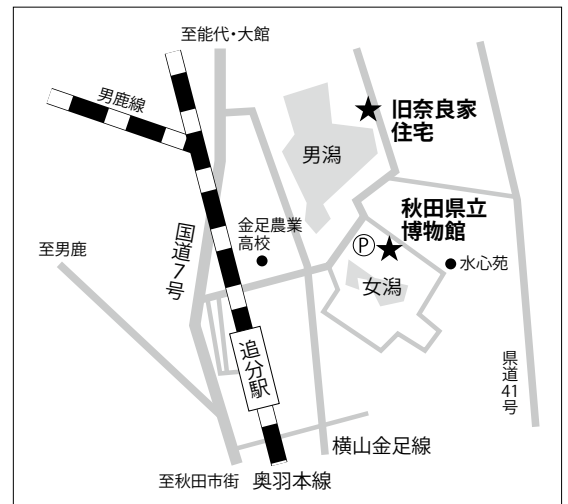 至能代・大館
男鹿線
旧奈良家
住宅
男潟
秋田県立
博物館
金足農業
高校
国道7号
至男鹿
P
水心苑
女潟
追分駅
県道41号
横山金足線
至秋田市街
奥羽本線